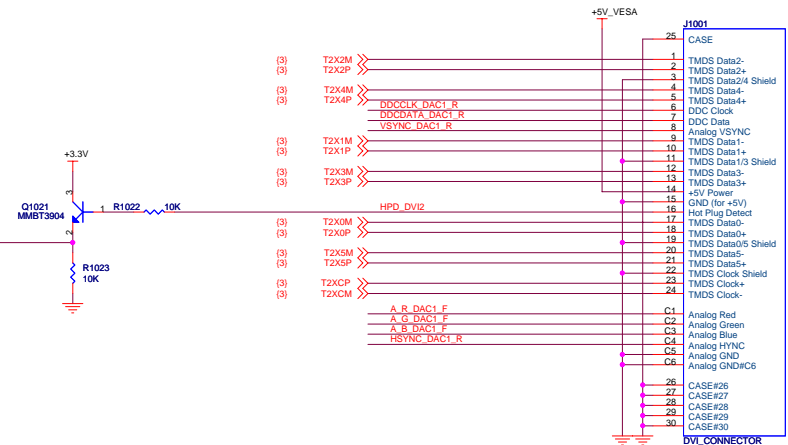 +5V_VESA
J1001
25 CASE
{3} T2X2M 1 TMDS Data2-
{3} T2X2P 2 TMDS Data2+
3 TMDS Data2/4 Shield
{3} T2X4M 4 TMDS Data4-
{3} T2X4P 5 TMDS Data4+
DDCCLK_DAC1_R 6 DDC Clock
DDCDATA_DAC1_R 7 DDC Data
VSYNC_DAC1_R 8 Analog VSYNC
{3} T2X1M 9 TMDS Data1-
{3} T2X1P 10 TMDS Data1+
11 TMDS Data1/3 Shield
{3} T2X3M 12 TMDS Data3-
{3} T2X3P 13 TMDS Data3+
14 +5V Power
15 GND (for +5V)
HPD_DVI2 16 Hot Plug Detect
{3} T2X0M 17 TMDS Data0-
{3} T2X0P 18 TMDS Data0+
19 TMDS Data0/5 Shield
{3} T2X5M 20 TMDS Data5-
{3} T2X5P 21 TMDS Data5+
22 TMDS Clock Shield
{3} T2XCP 23 TMDS Clock+
{3} T2XCM 24 TMDS Clock-
A_R_DAC1_F C1 Analog Red
A_G_DAC1_F C2 Analog Green
A_B_DAC1_F C3 Analog Blue
HSYNC_DAC1_R C4 Analog HYNC
C5 Analog GND
C6 Analog GND#C6
26 CASE#26
27 CASE#27
28 CASE#28
29 CASE#29
30 CASE#30
DVI_CONNECTOR
+3.3V
3
Q1021
MMBT3904
1 R1022 10K
2
R1023
10K